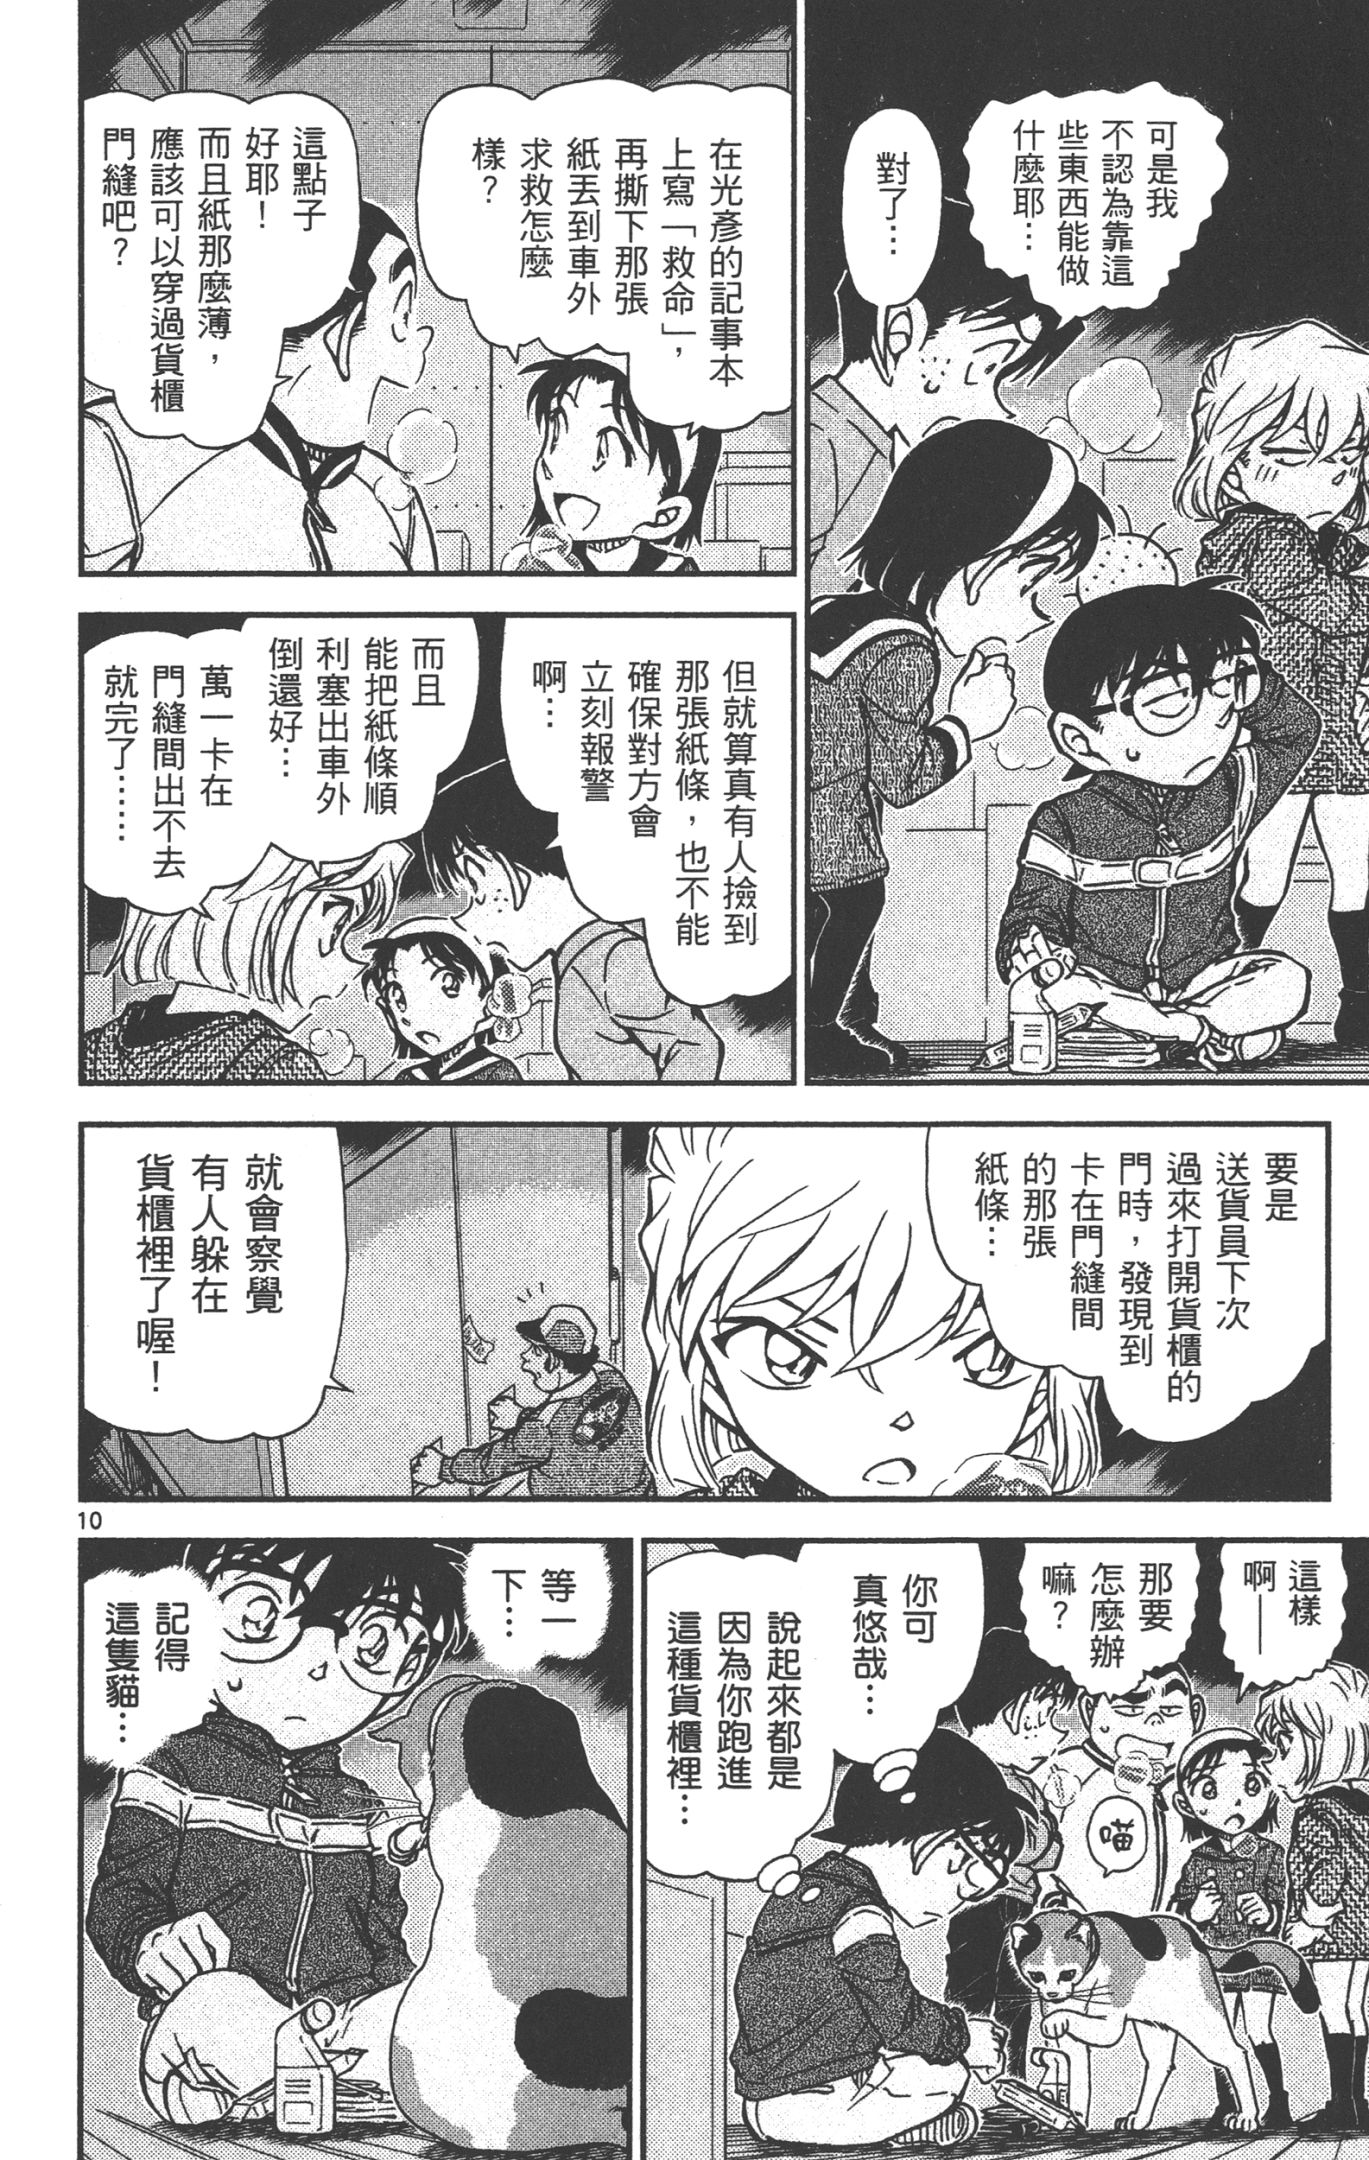 可是我
不認為靠這
些東西能做
什麼耶…
對了…
在光彥的記事本
上寫「救命」，
再撕下那張
紙丟到車外
求救怎麼
樣？
這點子
好耶！
而且紙那麼薄，
應該可以穿過貨櫃
門縫吧？
但就算真有人撿到
那張紙條，也不能
確保對方會
立刻報警
啊…
而且
能把紙條順
利塞出車外
倒還好…
萬一卡在
門縫間出不去
就完了……
要是
送貨員下次
過來打開貨櫃的
門時，發現到
卡在門縫間
的那張
紙條…
就會察覺
有人躲在
貨櫃裡了喔！
這樣
啊——
那要
怎麼辦
嘛？
喵
你可
真悠哉…
說起來都是
因為你跑進
這種貨櫃裡…
等一
下…
記得
這隻貓…
10